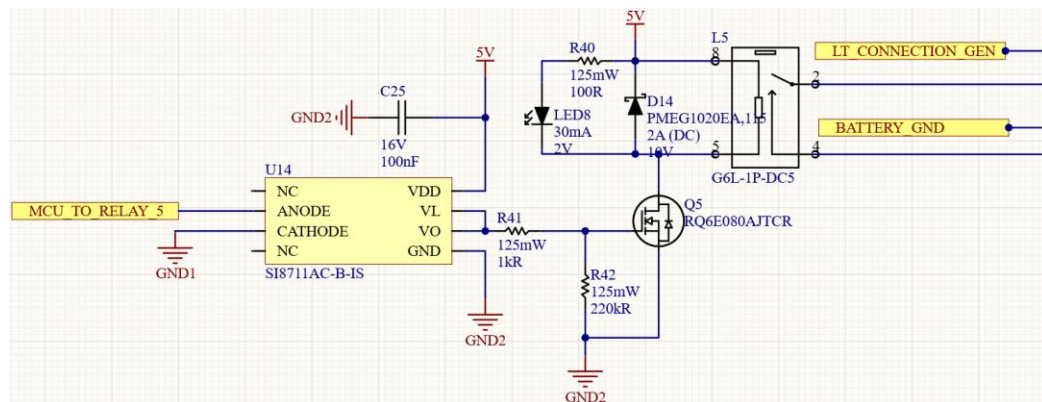 5V
L5
LT_CONNECTION_GEN
R40
125mW
100R
8
2
5V
C25
GND2
16V
100nF
LED8
30mA
2V
D14
PMEG1020EA,115
2A (DC)
10V
BATTERY_GND
5
4
G6L-1P-DC5
U14
NC
VDD
MCU_TO_RELAY_5
ANODE
VL
CATHODE
VO
NC
GND
GND1
SI8711AC-B-IS
R41
125mW
1kR
Q5
RQ6E080AJTCR
R42
125mW
220kR
GND2
GND2